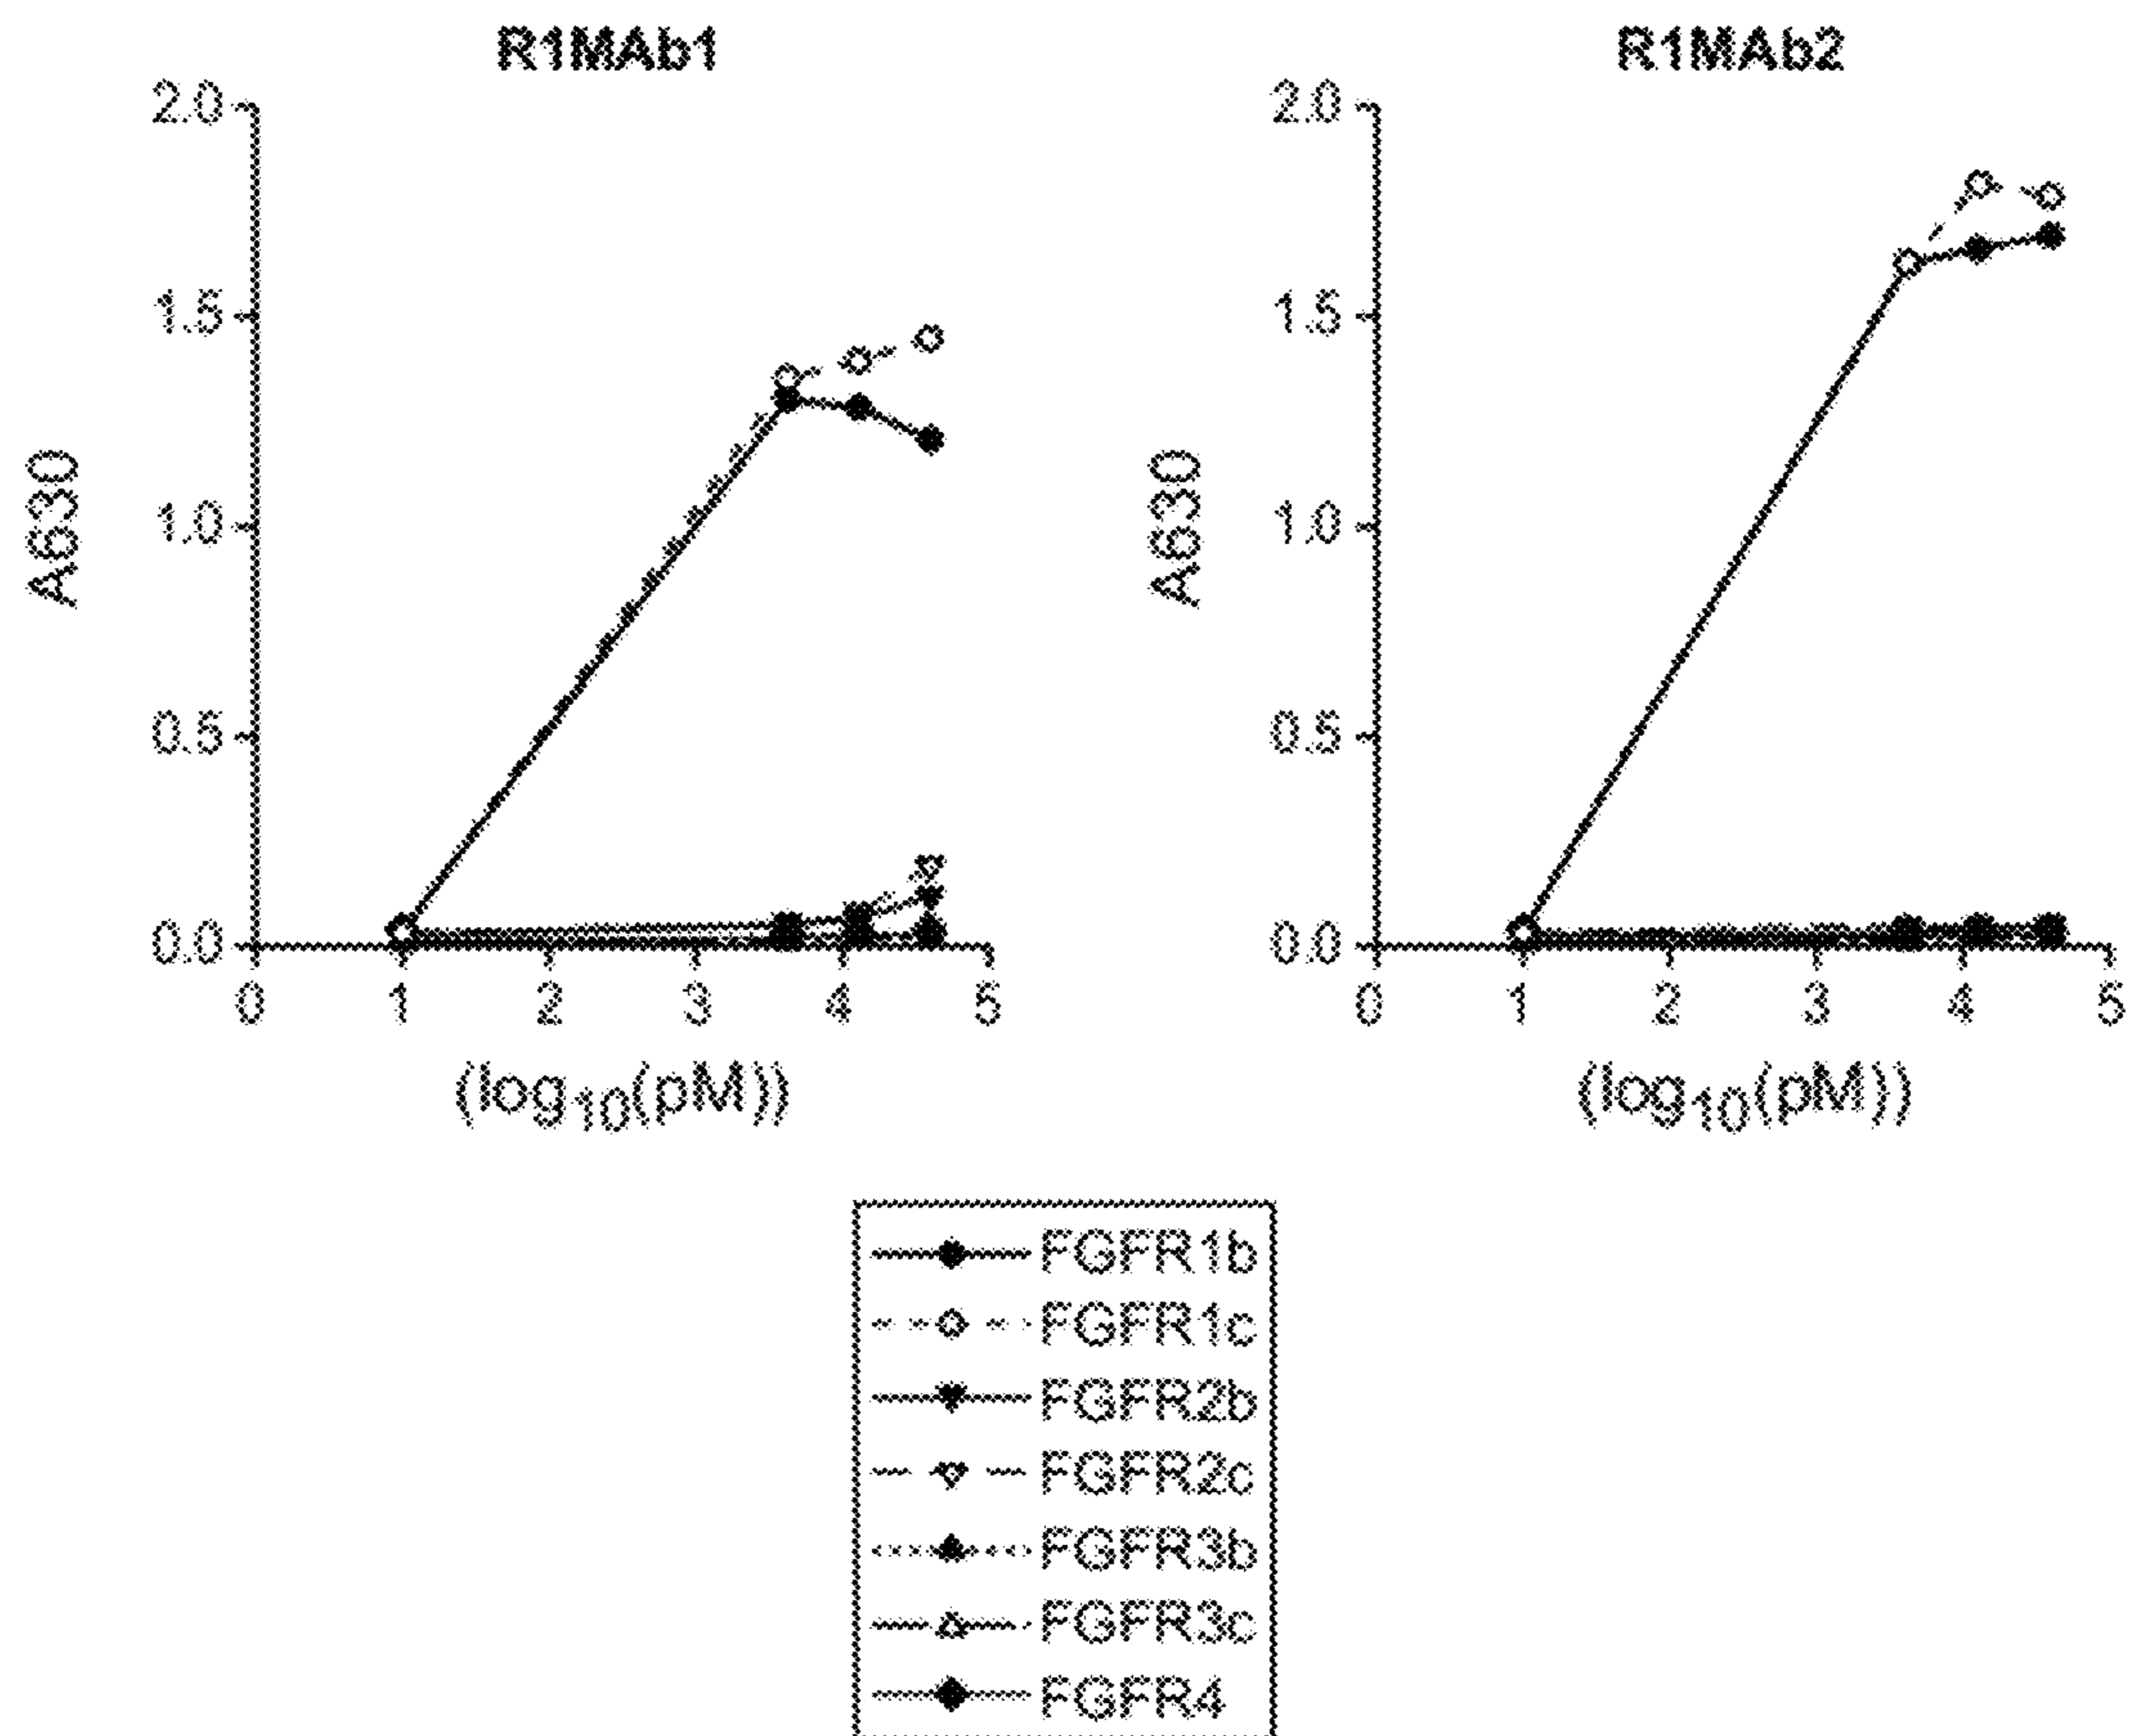 R1MAb1
2.0
1.5
1.0
0.5
0.0
A630
0 1 2 3 4 5
(log10(pM))
R1MAb2
2.0
1.5
1.0
0.5
0.0
A630
0 1 2 3 4 5
(log10(pM))
FGFR1b
FGFR1c
FGFR2b
FGFR2c
FGFR3b
FGFR3c
FGFR4